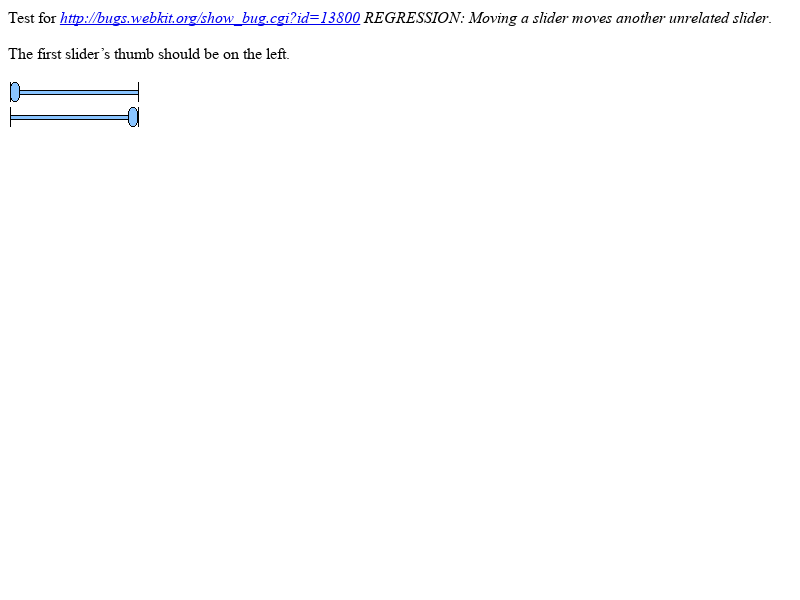 Test for http://bugs.webkit.org/show_bug.cgi?id=13800 REGRESSION: Moving a slider moves another unrelated slider.
The first slider’s thumb should be on the left.